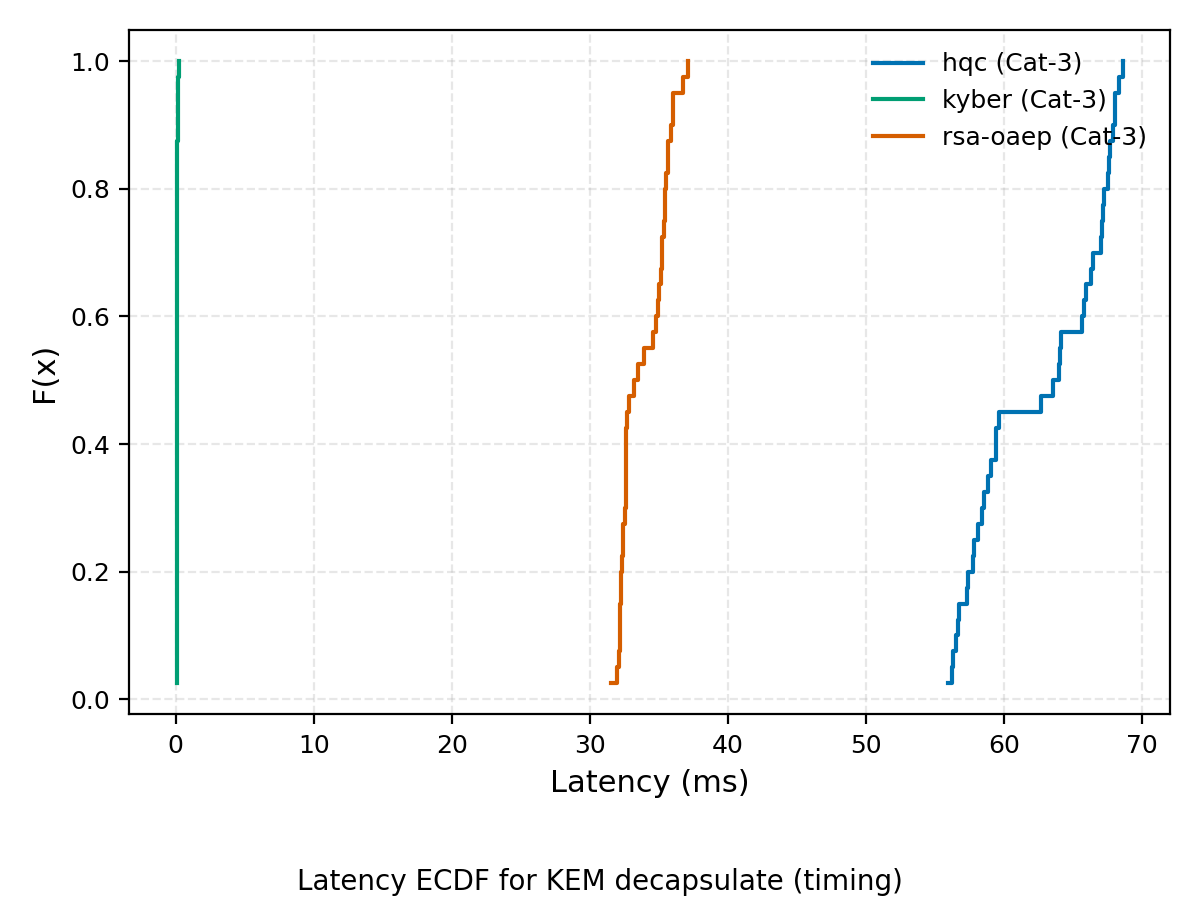 1.0
0.8
0.6
0.4
0.2
0.0
F(x)
hqc (Cat-3)
kyber (Cat-3)
rsa-oaep (Cat-3)
0 10 20 30 40 50 60 70
Latency (ms)
Latency ECDF for KEM decapsulate (timing)